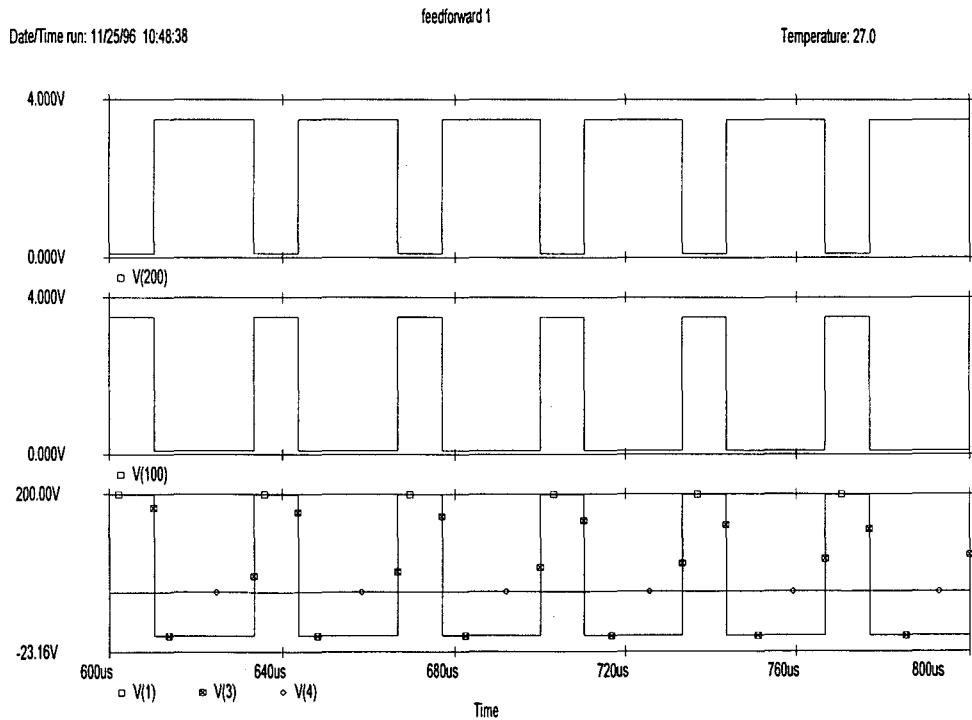 feedforward 1
Date/Time run: 11/25/96 10:48:38
Temperature: 27.0
4.000V
0.000V
V(200)
4.000V
0.000V
V(100)
200.00V
-23.16V
600us 640us 680us 720us 760us 800us
V(1) V(3) V(4)
Time